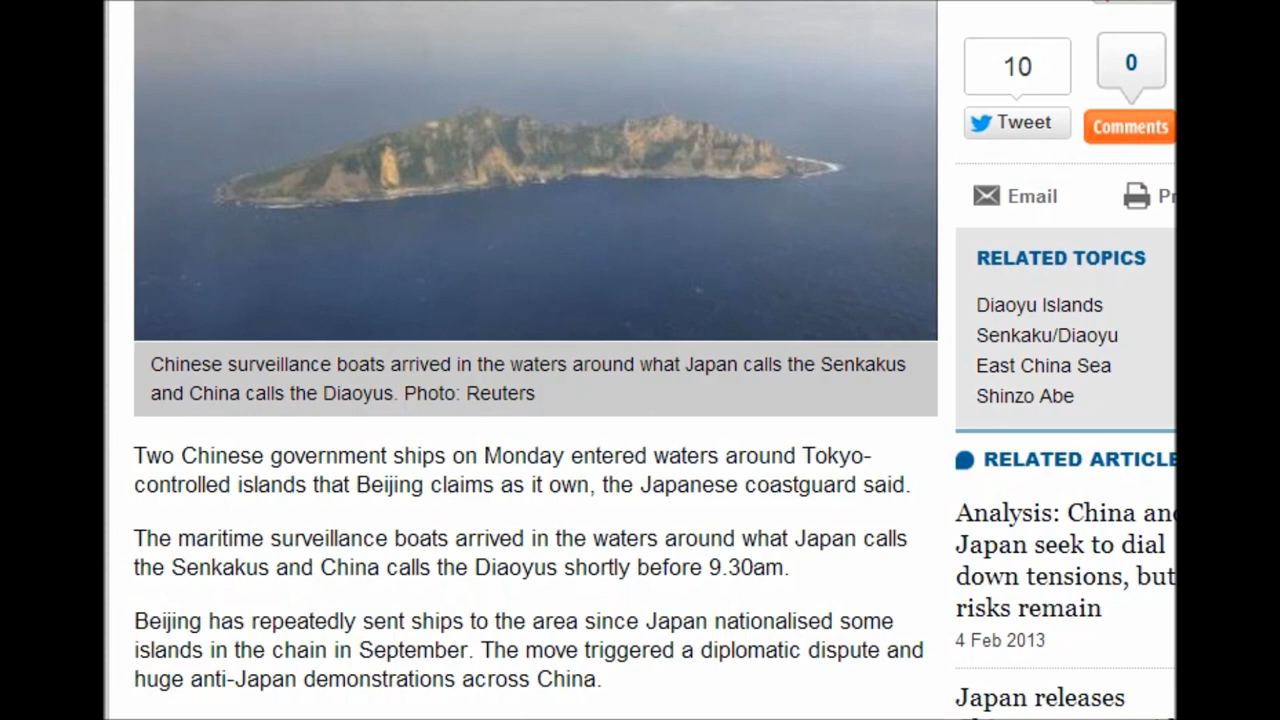 10
0
Tweet
Comments
Email
RELATED TOPICS
Diaoyu Islands
Senkaku/Diaoyu
East China Sea
Shinzo Abe
Chinese surveillance boats arrived in the waters around what Japan calls the Senkakus
and China calls the Diaoyus. Photo: Reuters
Two Chinese government ships on Monday entered waters around Tokyo-
controlled islands that Beijing claims as it own, the Japanese coastguard said.
The maritime surveillance boats arrived in the waters around what Japan calls
the Senkakus and China calls the Diaoyus shortly before 9.30am.
Beijing has repeatedly sent ships to the area since Japan nationalised some
islands in the chain in September. The move triggered a diplomatic dispute and
huge anti-Japan demonstrations across China.
RELATED ARTICLE
Analysis: China and
Japan seek to dial
down tensions, but
risks remain
4 Feb 2013
Japan releases